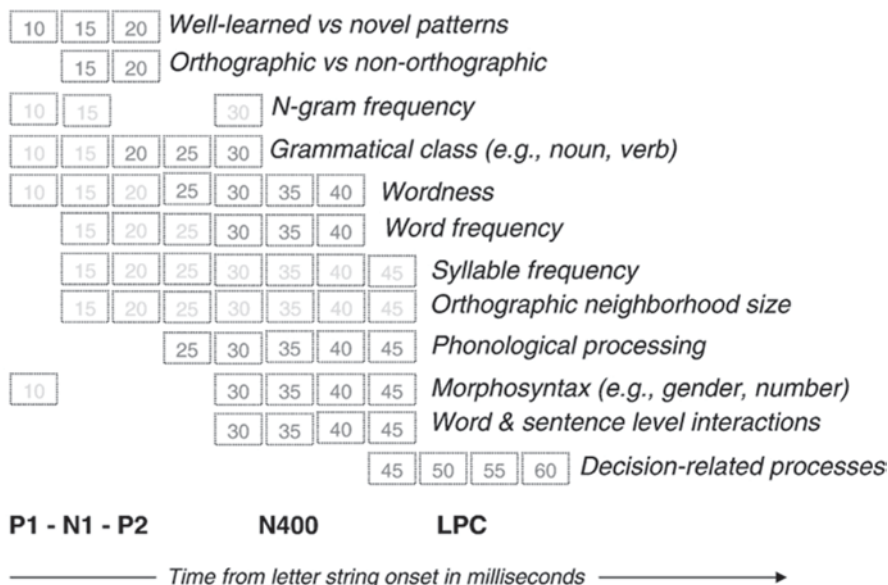 10 15 20 Well-learned vs novel patterns
15 20 Orthographic vs non-orthographic
10 15 30 N-gram frequency
10 15 20 25 30 Grammatical class (e.g., noun, verb)
10 15 20 25 30 35 40 Wordness
15 20 25 30 35 40 Word frequency
15 20 25 30 35 40 45 Syllable frequency
15 20 25 30 35 40 45 Orthographic neighborhood size
25 30 35 40 45 Phonological processing
10 30 35 40 45 Morphosyntax (e.g., gender, number)
30 35 40 45 Word & sentence level interactions
45 50 55 60 Decision-related processes
P1 - N1 - P2 N400 LPC
Time from letter string onset in milliseconds